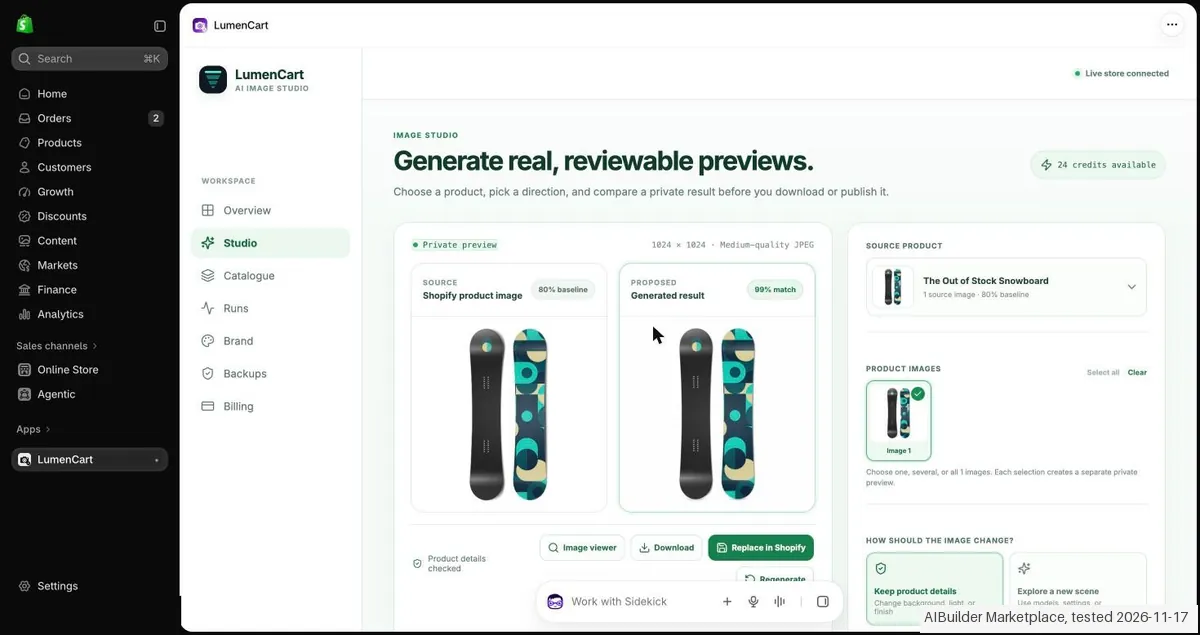 Search
⌘K
Home
Orders
2
Products
Customers
Growth
Discounts
Content
Markets
Finance
Analytics
Sales channels
Online Store
Agentic
Apps
LumenCart
Settings
LumenCart
LumenCart
AI IMAGE STUDIO
WORKSPACE
Overview
Studio
Catalogue
Runs
Brand
Backups
Billing
Live store connected
IMAGE STUDIO
Generate real, reviewable previews.
Choose a product, pick a direction, and compare a private result before you download or publish it.
24 credits available
Private preview
1024 × 1024 · Medium-quality JPEG
SOURCE
Shopify product image
80% baseline
PROPOSED
Generated result
99% match
Product details
checked
Image viewer
Download
Replace in Shopify
Regenerate
Work with Sidekick
SOURCE PRODUCT
The Out of Stock Snowboard
1 source image · 80% baseline
PRODUCT IMAGES
Select all
Clear
Image 1
Choose one, several, or all 1 images. Each selection creates a separate private
preview.
HOW SHOULD THE IMAGE CHANGE?
Keep product details
Change background, light, or
finish
Explore a new scene
Use models, settings, or
AIBuilder Marketplace, tested 2026-11-17